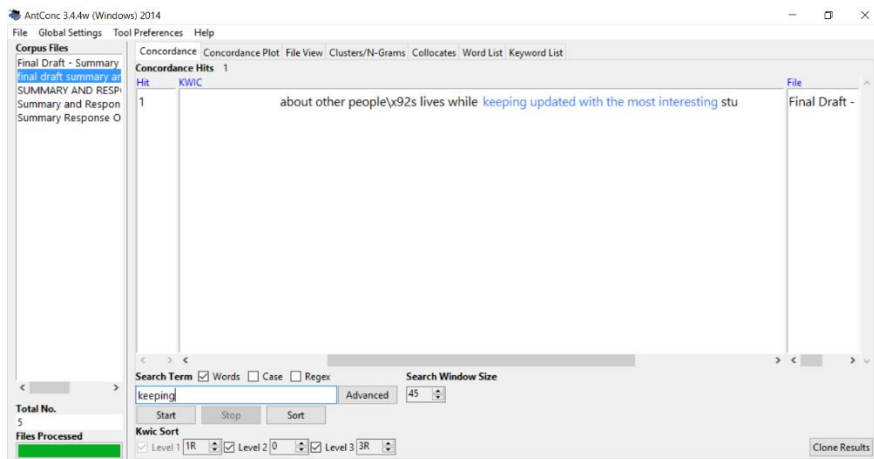 AntConc 3.4.4w (Windows) 2014
File Global Settings Tool Preferences Help
Corpus Files
Final Draft - Summary
final draft summary ar
SUMMARY AND RESP
Summary and Respon
Summary Response O
Total No.
5
Files Processed
Concordance Concordance Plot File View Clusters/N-Grams Collocates Word List Keyword List
Concordance Hits 1
Hit KWIC File
1 about other people\x92s lives while keeping updated with the most interesting stu Final Draft -
Search Term Words Case Regex Search Window Size
keeping Advanced 45
Start Stop Sort
Kwic Sort
Level 1 1R Level 2 0 Level 3 3R Clone Results